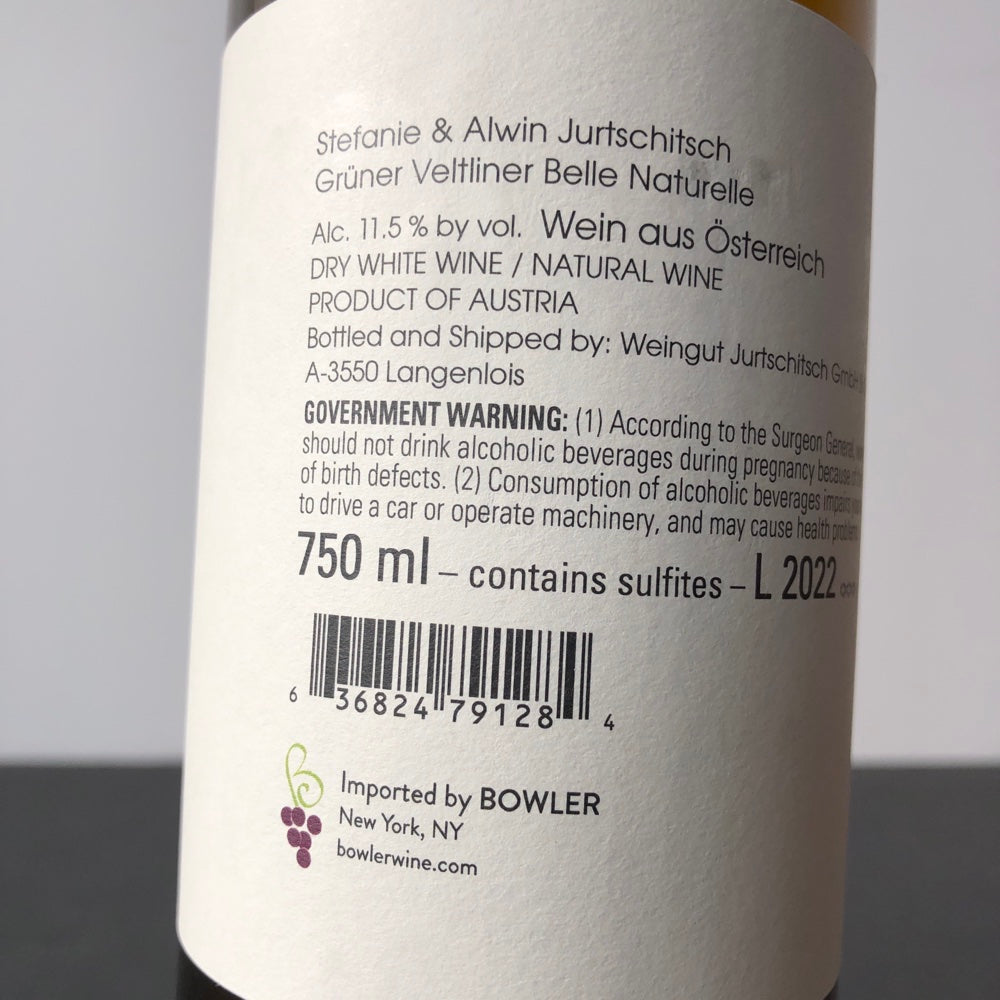 Stefanie & Alwin Jurtschitsch
Grüner Veltliner Belle Naturelle
Alc. 11.5 % by vol. Wein aus Österreich
DRY WHITE WINE / NATURAL WINE
PRODUCT OF AUSTRIA
Bottled and Shipped by: Weingut Jurtschitsch GmbH
A-3550 Langenlois
GOVERNMENT WARNING: (1) According to the Surgeon General,
should not drink alcoholic beverages during pregnancy because of
of birth defects. (2) Consumption of alcoholic beverages impairs
to drive a car or operate machinery, and may cause health
750 ml – contains sulfites – L 2022
6 36824 79128 4
Imported by BOWLER
New York, NY
bowlerwine.com